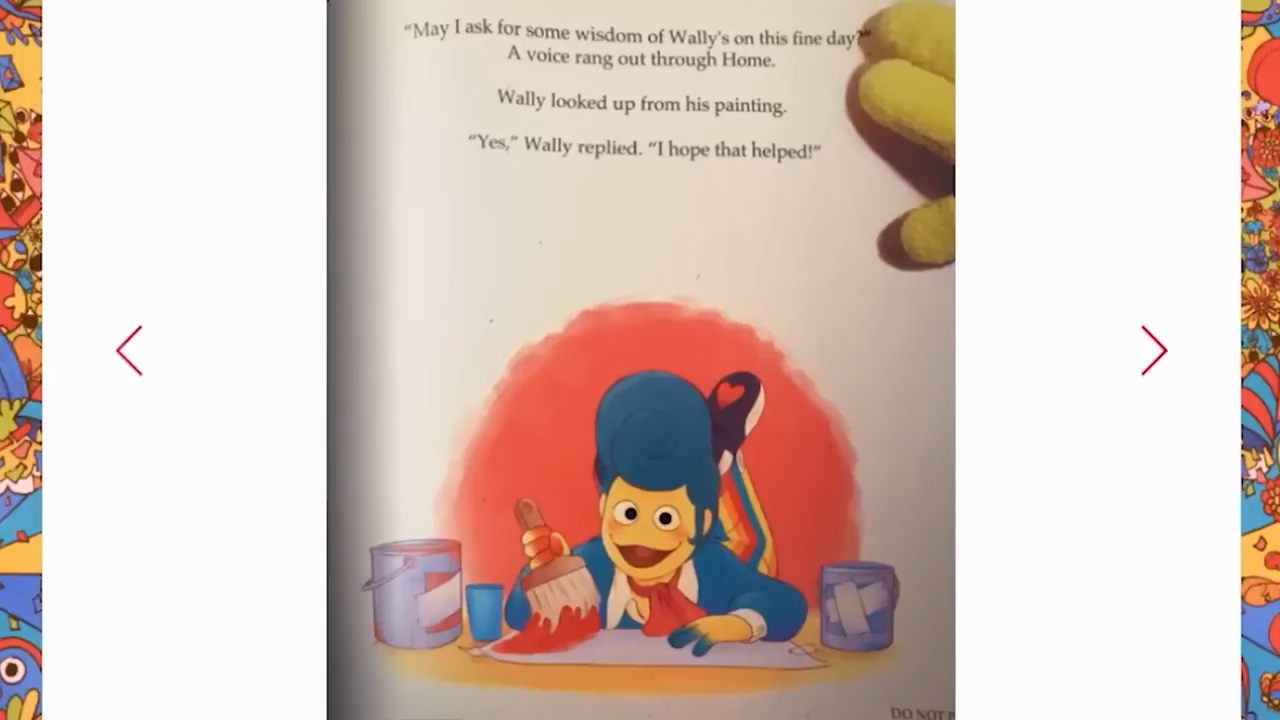 “May I ask for some wisdom of Wally's on this fine day?”
A voice rang out through Home.
Wally looked up from his painting.
“Yes,” Wally replied. “I hope that helped!”
DO NOT